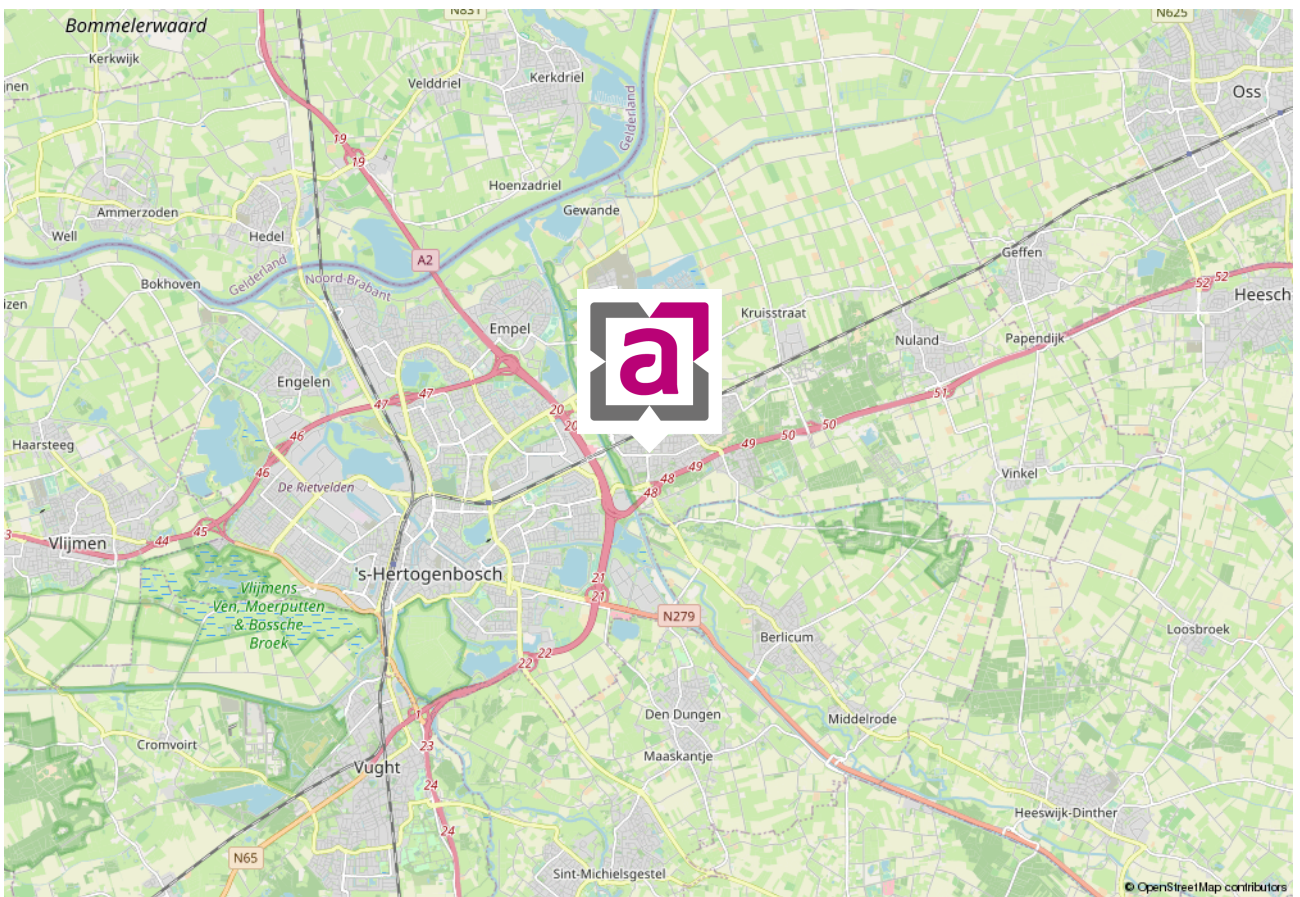 N831
N625
Bommelerwaard
Kerkwijk
Velddriel
Kerkdriel
jnen
Oss
Gelderland
19
19
Hoenzadriel
Ammerzoden
Gewande
Well
Hedel
A2
Geffen
Gelderland
Noord-Brabant
Bokhoven
52
52
izen
Heesch
Kruisstraat
Empel
Nuland
Papendijk
a
Engelen
47
47
51
20
20
50
50
46
49
49
Haarsteeg
46
48
48
Vinkel
De Rietvelden
3
44
45
Vlijmen
's-Hertogenbosch
21
21
Vlijmens
Ven, Moerputten
& Bossche
Broek
N279
Berlicum
Loosbroek
22
22
1
Den Dungen
Middelrode
Cromvoirt
23
Maaskantje
Vught
24
Heeswijk-Dinther
24
N65
Sint-Michielsgestel
© OpenStreetMap contributors